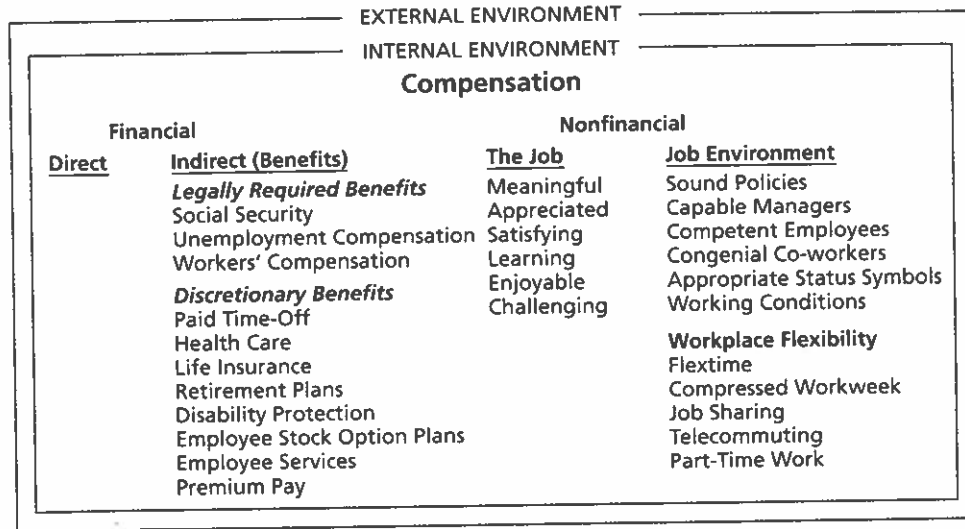 EXTERNAL ENVIRONMENT
INTERNAL ENVIRONMENT
Compensation
Financial
Nonfinancial
Direct
Indirect (Benefits)
Legally Required Benefits
Social Security
Unemployment Compensation
Workers' Compensation
Discretionary Benefits
Paid Time-Off
Health Care
Life Insurance
Retirement Plans
Disability Protection
Employee Stock Option Plans
Employee Services
Premium Pay
The Job
Meaningful
Appreciated
Satisfying
Learning
Enjoyable
Challenging
Job Environment
Sound Policies
Capable Managers
Competent Employees
Congenial Co-workers
Appropriate Status Symbols
Working Conditions
Workplace Flexibility
Flextime
Compressed Workweek
Job Sharing
Telecommuting
Part-Time Work